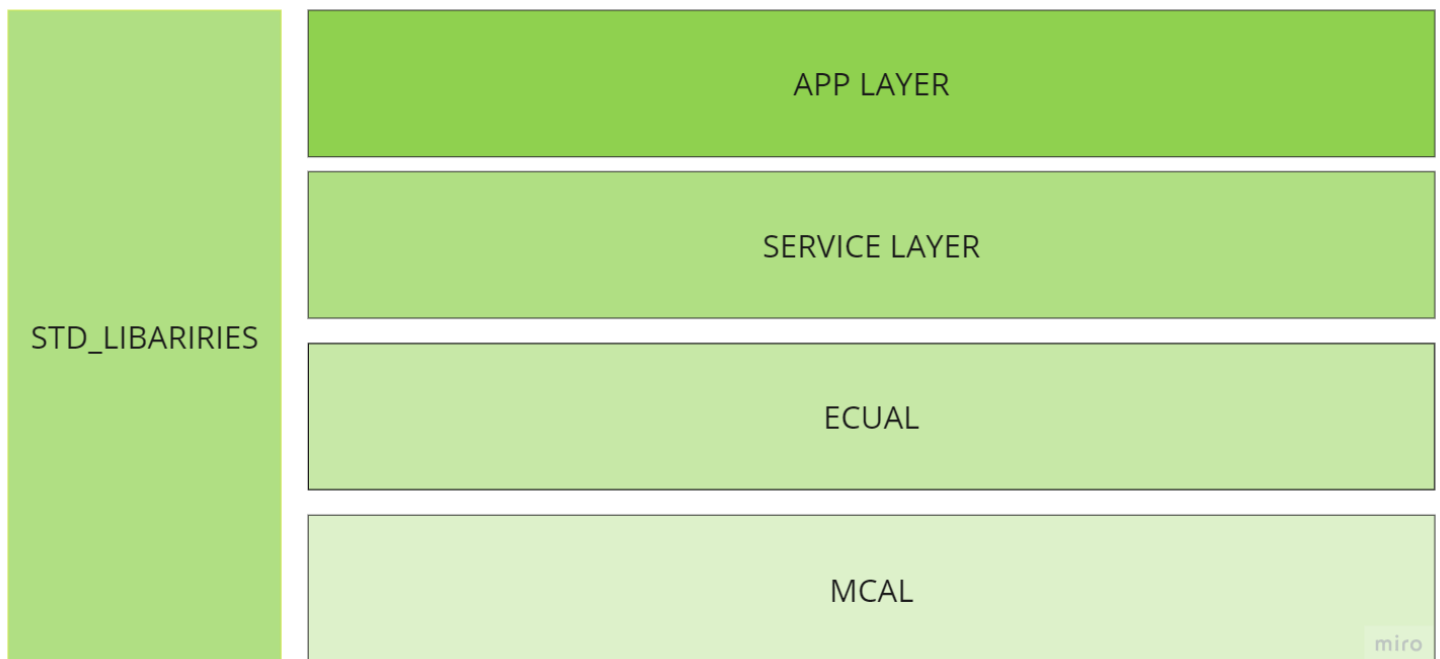 APP LAYER
SERVICE LAYER
STD_LIBARIRIES
ECUAL
MCAL
miro